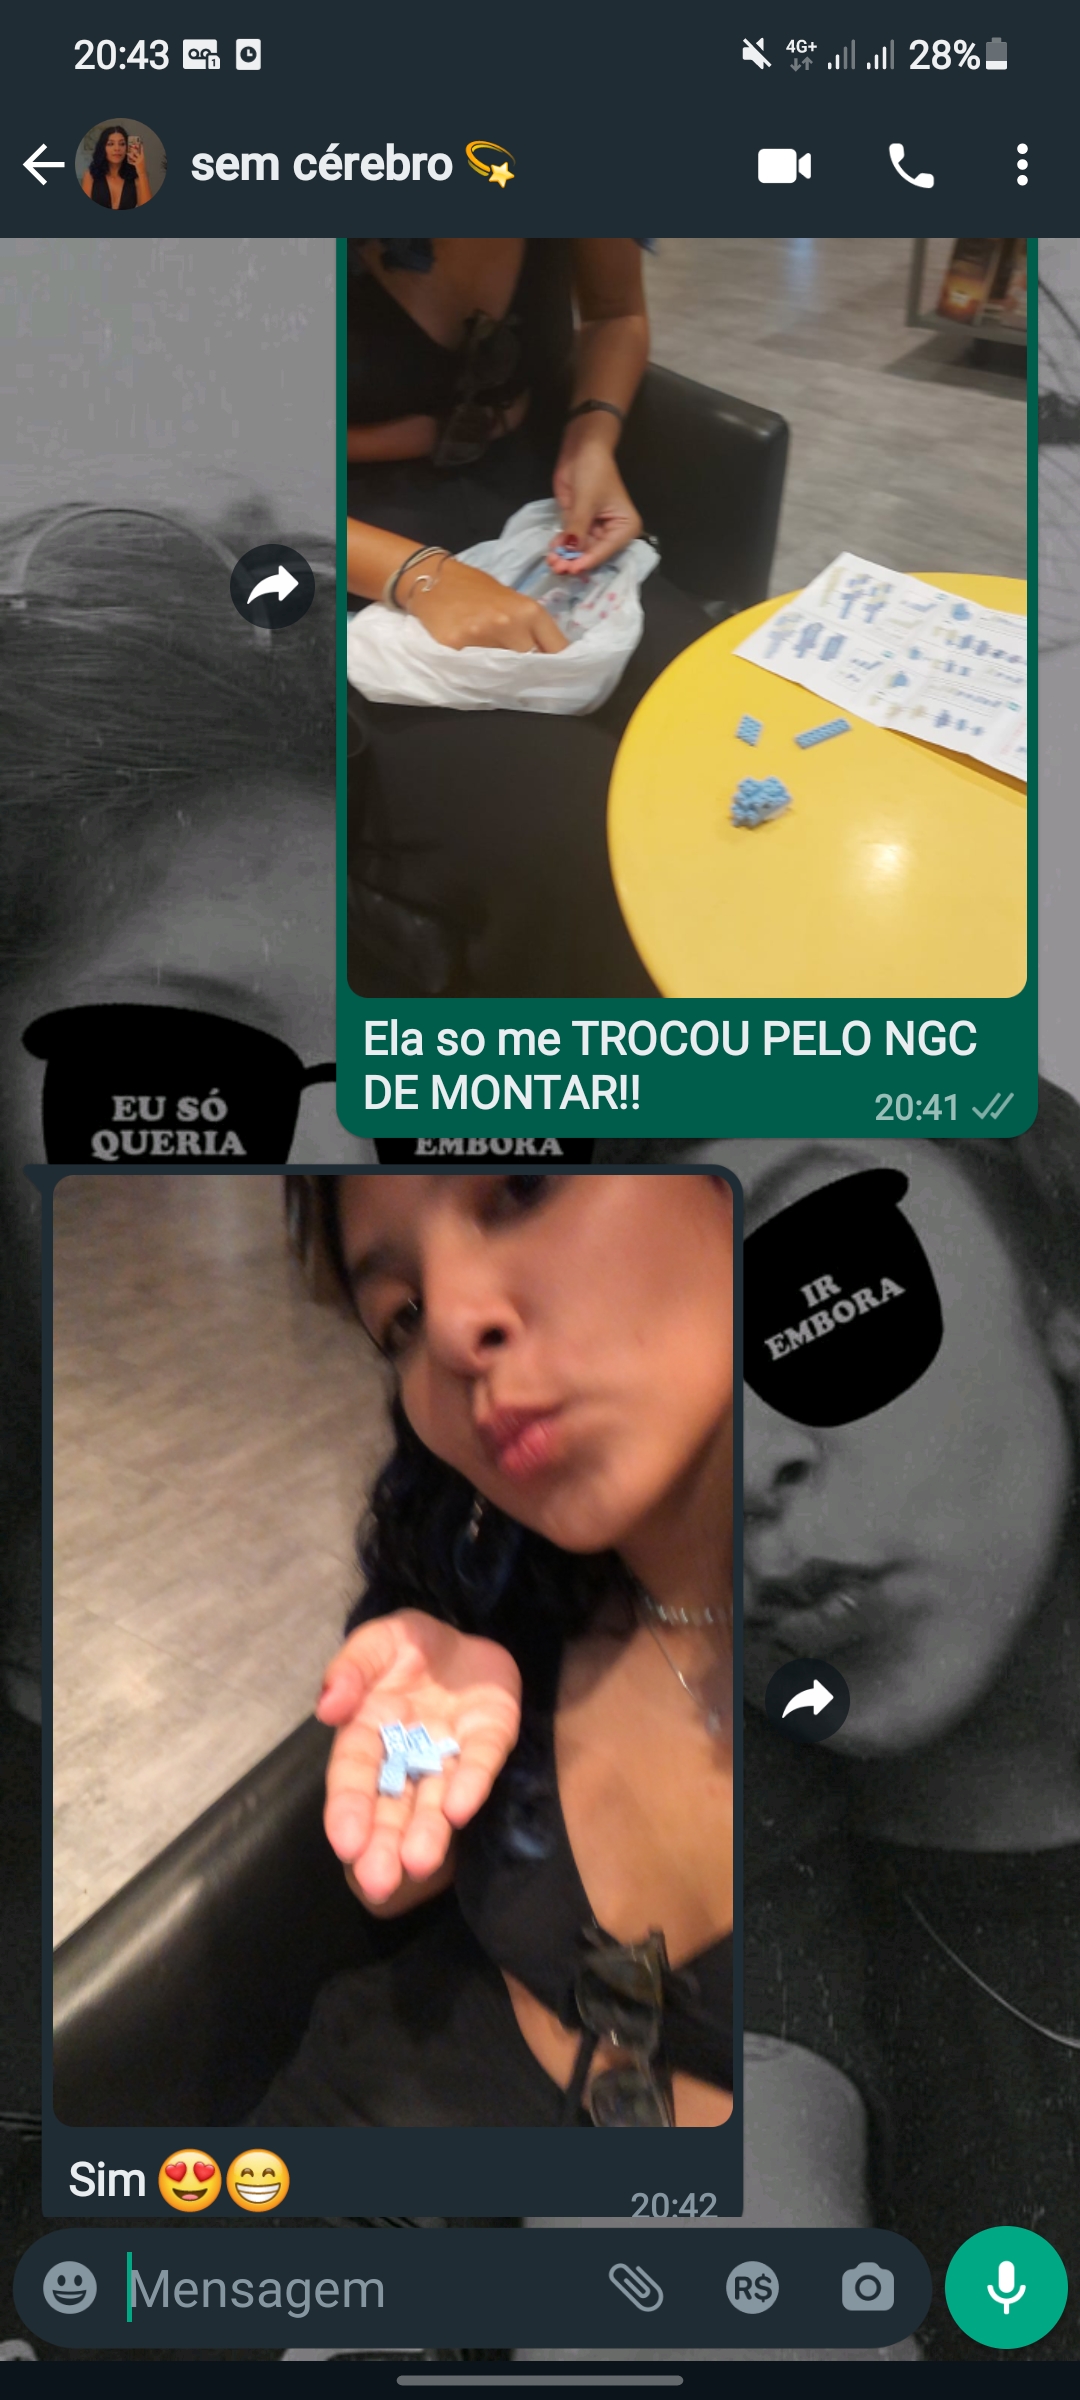 20:43
4G+
28%
sem cérebro
Ela so me TROCOU PELO NGC
DE MONTAR!!
20:41
EU SÓ
QUERIA
EMBORA
IR
EMBORA
Sim 😍😁
20:42
Mensagem
R$